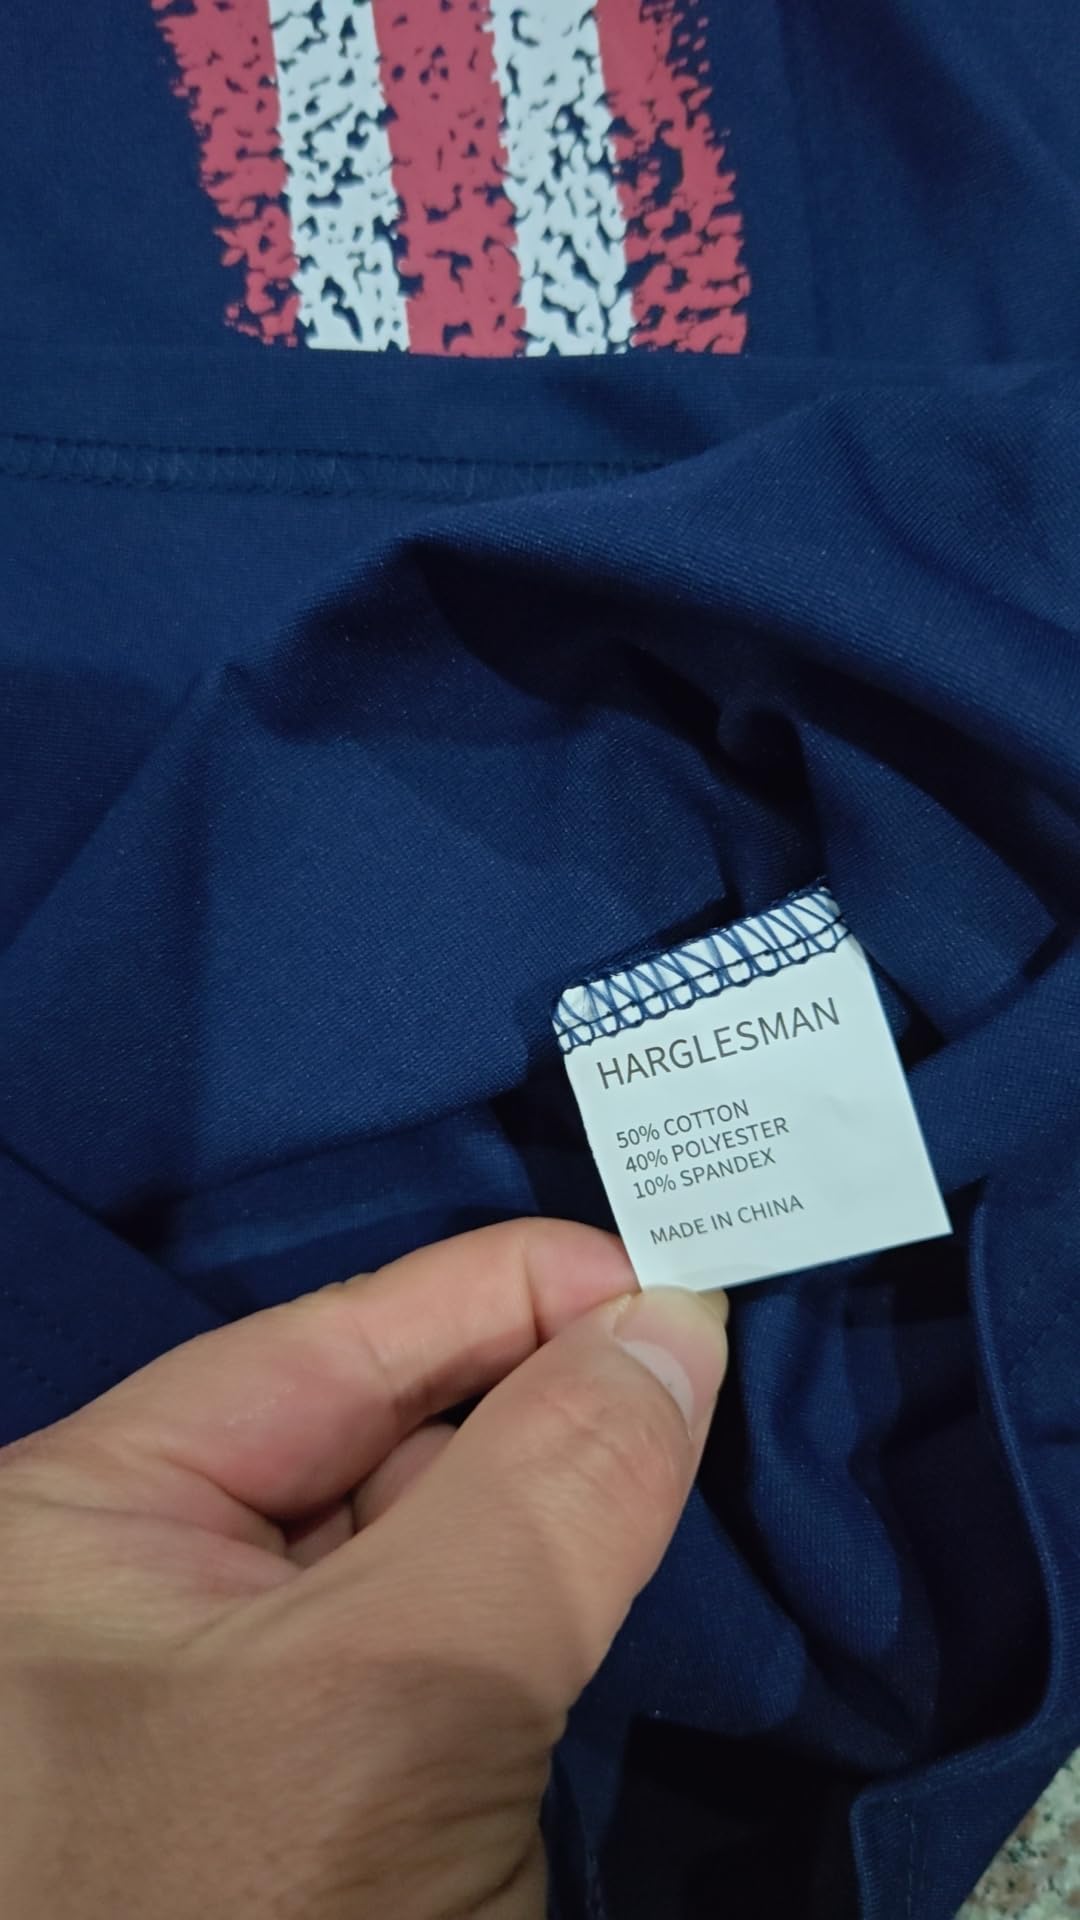 HARGLESMAN
50% COTTON
40% POLYESTER
10% SPANDEX
MADE IN CHINA